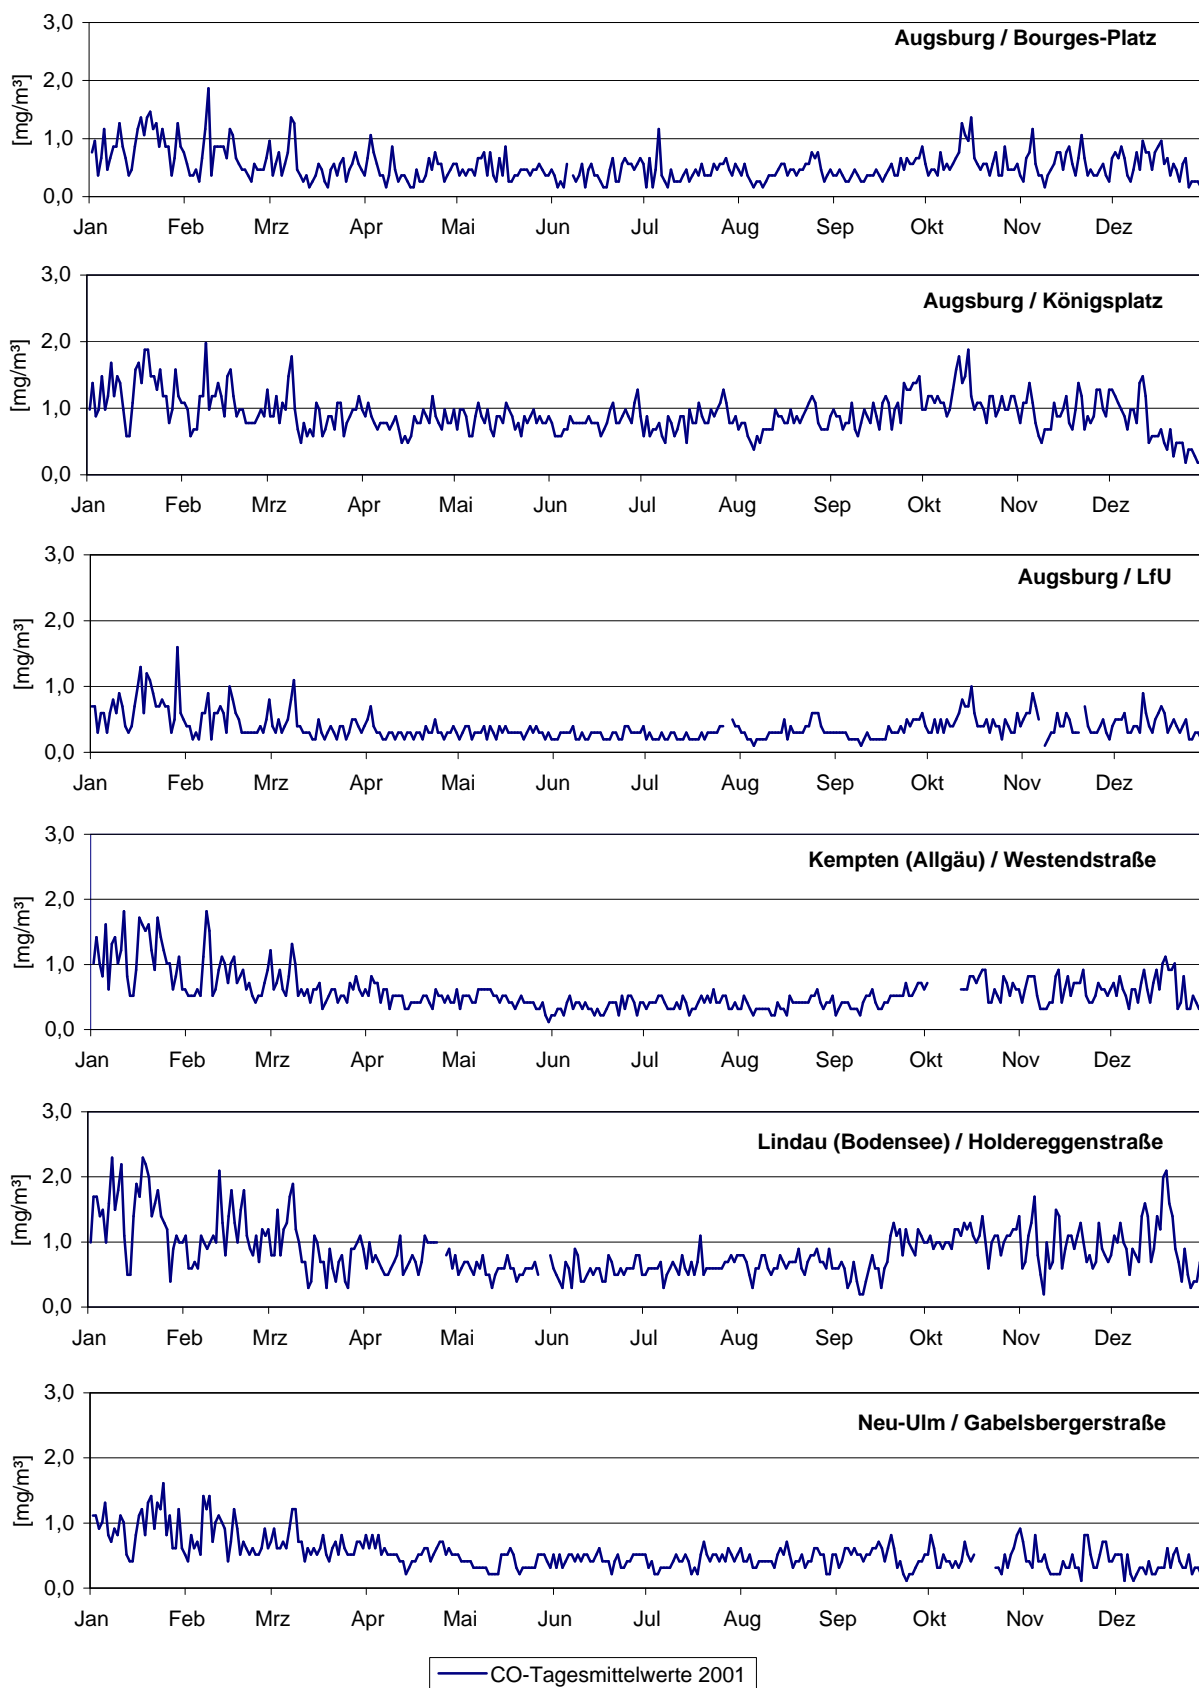 3,0
Augsburg / Bourges-Platz
2,0
[mg/m³]
1,0
0,0
Jan Feb Mrz Apr Mai Jun Jul Aug Sep Okt Nov Dez
3,0
Augsburg / Königsplatz
2,0
[mg/m³]
1,0
0,0
Jan Feb Mrz Apr Mai Jun Jul Aug Sep Okt Nov Dez
3,0
Augsburg / LfU
2,0
[mg/m³]
1,0
0,0
Jan Feb Mrz Apr Mai Jun Jul Aug Sep Okt Nov Dez
3,0
Kempten (Allgäu) / Westendstraße
2,0
[mg/m³]
1,0
0,0
Jan Feb Mrz Apr Mai Jun Jul Aug Sep Okt Nov Dez
3,0
Lindau (Bodensee) / Holdereggenstraße
2,0
[mg/m³]
1,0
0,0
Jan Feb Mrz Apr Mai Jun Jul Aug Sep Okt Nov Dez
3,0
Neu-Ulm / Gabelsbergerstraße
2,0
[mg/m³]
1,0
0,0
Jan Feb Mrz Apr Mai Jun Jul Aug Sep Okt Nov Dez
CO-Tagesmittelwerte 2001